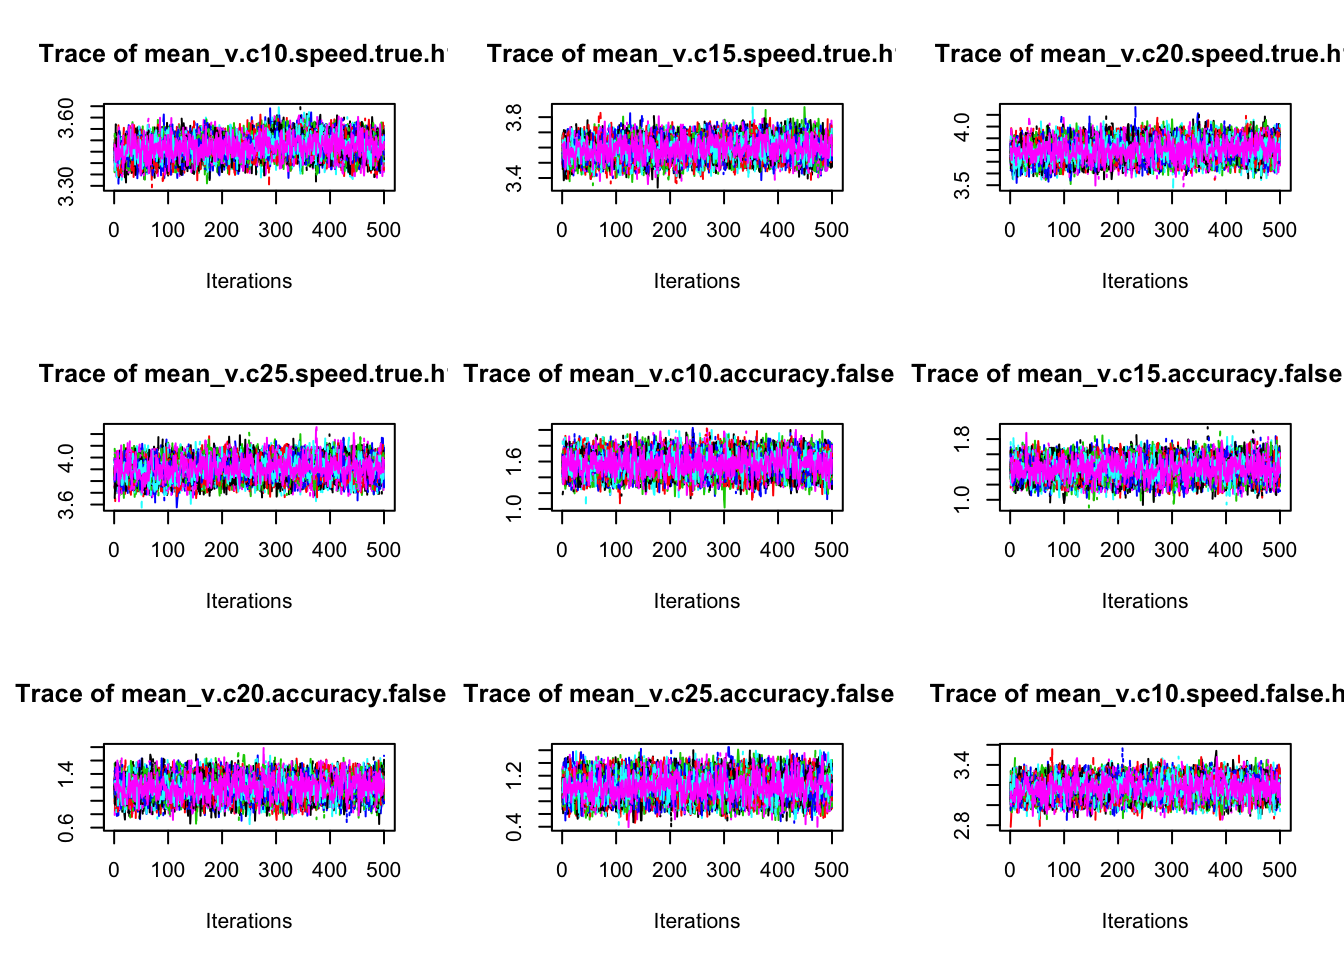 Trace of mean_v.c10.speed.true.h
3.30 3.60
0 100 200 300 400 500
Iterations
Trace of mean_v.c15.speed.true.h
3.4 3.8
0 100 200 300 400 500
Iterations
Trace of mean_v.c20.speed.true.h
3.5 4.0
0 100 200 300 400 500
Iterations
Trace of mean_v.c25.speed.true.h
3.6 4.0
0 100 200 300 400 500
Iterations
Trace of mean_v.c10.accuracy.false
1.0 1.6
0 100 200 300 400 500
Iterations
Trace of mean_v.c15.accuracy.false
1.0 1.8
0 100 200 300 400 500
Iterations
Trace of mean_v.c20.accuracy.false
0.6 1.4
0 100 200 300 400 500
Iterations
Trace of mean_v.c25.accuracy.false
0.4 1.2
0 100 200 300 400 500
Iterations
Trace of mean_v.c10.speed.false.h
2.8 3.4
0 100 200 300 400 500
Iterations